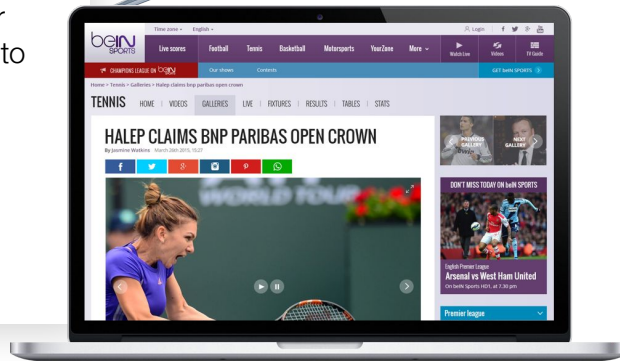 r
to
Time zone English
beIN SPORTS
Live scores Football Tennis Basketball Motorsports YourZone More
Login
Watch Live Videos TV Guide
CHAMPIONS LEAGUE ON beIN Our shows Contests GET beIN SPORTS
Home > Tennis > Galleries > Halep claims bnp paribas open crown
TENNIS HOME | VIDEOS GALLERIES LIVE | FIXTURES | RESULTS | TABLES | STATS
HALEP CLAIMS BNP PARIBAS OPEN CROWN
By Jasmine Watkins March 26th 2015, 15:27
PREVIOUS GALLERY
NEXT GALLERY
WORLD TOUR
DON'T MISS TODAY ON beIN SPORTS
English Premier League
Arsenal vs West Ham United
On beIN Sports HD1, at 7.30 pm
Premier league